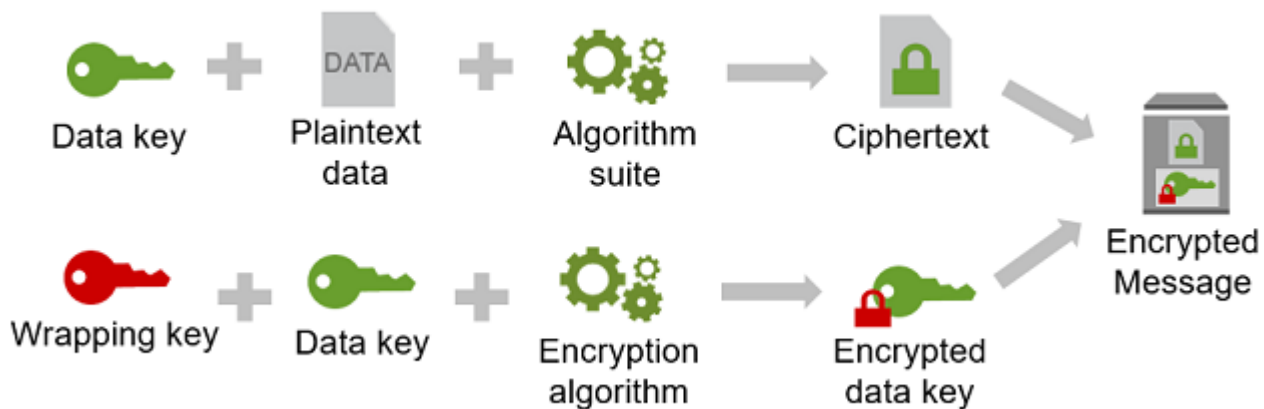 DATA
Data key
Plaintext
data
Algorithm
suite
Ciphertext
Encrypted
Message
Wrapping key
Data key
Encryption
algorithm
Encrypted
data key